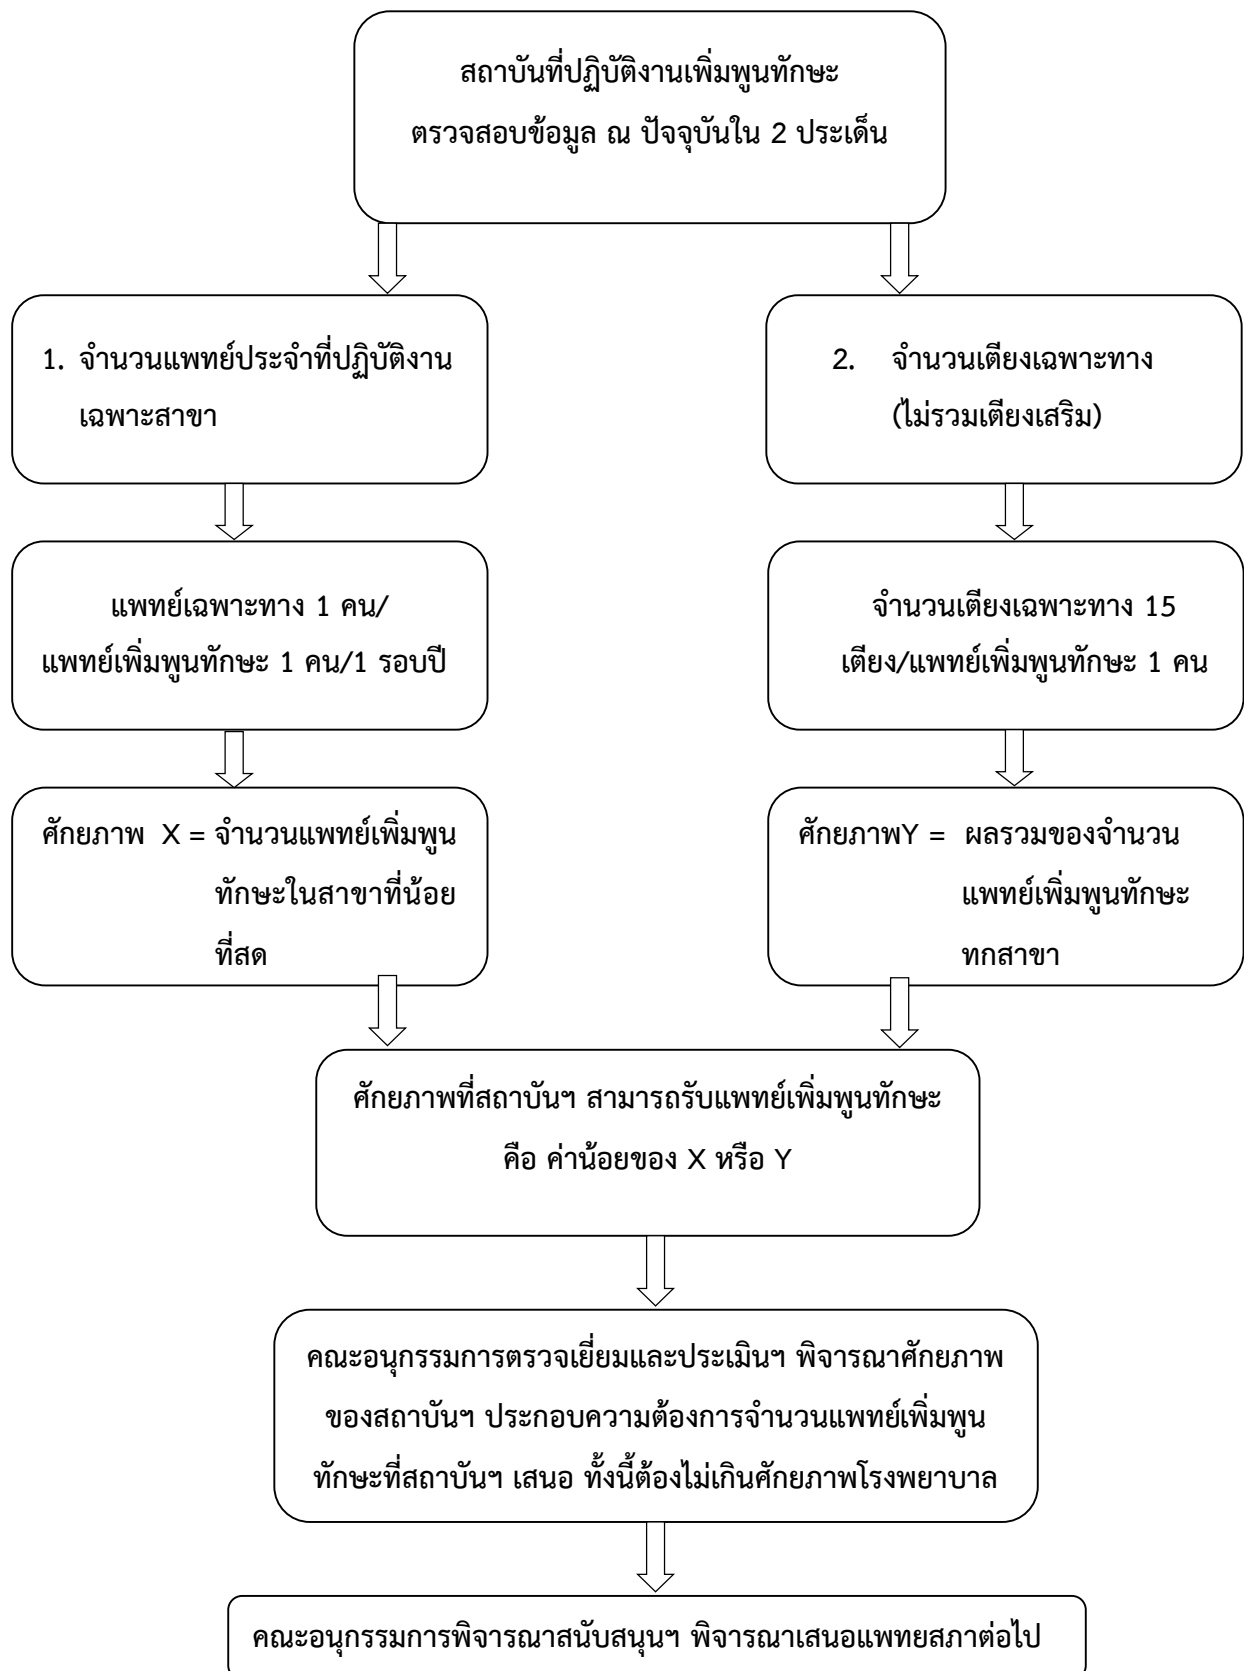 สถาบันที่ปฏิบัติงานเพิ่มพูนทักษะ
ตรวจสอบข้อมูล ณ ปัจจุบันใน 2 ประเด็น
1. จำนวนแพทย์ประจำที่ปฏิบัติงาน
เฉพาะสาขา
2. จำนวนเตียงเฉพาะทาง
(ไม่รวมเตียงเสริม)
แพทย์เฉพาะทาง 1 คน/
แพทย์เพิ่มพูนทักษะ 1 คน/1 รอบปี
จำนวนเตียงเฉพาะทาง 15
เตียง/แพทย์เพิ่มพูนทักษะ 1 คน
ศักยภาพ X = จำนวนแพทย์เพิ่มพูน
ทักษะในสาขาที่น้อย
ที่สด
ศักยภาพY = ผลรวมของจำนวน
แพทย์เพิ่มพูนทักษะ
ทกสาขา
ศักยภาพที่สถาบันฯ สามารถรับแพทย์เพิ่มพูนทักษะ
คือ ค่าน้อยของ X หรือ Y
คณะอนุกรรมการตรวจเยี่ยมและประเมินฯ พิจารณาศักยภาพ
ของสถาบันฯ ประกอบความต้องการจำนวนแพทย์เพิ่มพูน
ทักษะที่สถาบันฯ เสนอ ทั้งนี้ต้องไม่เกินศักยภาพโรงพยาบาล
คณะอนุกรรมการพิจารณาสนับสนุนฯ พิจารณาเสนอแพทยสภาต่อไป